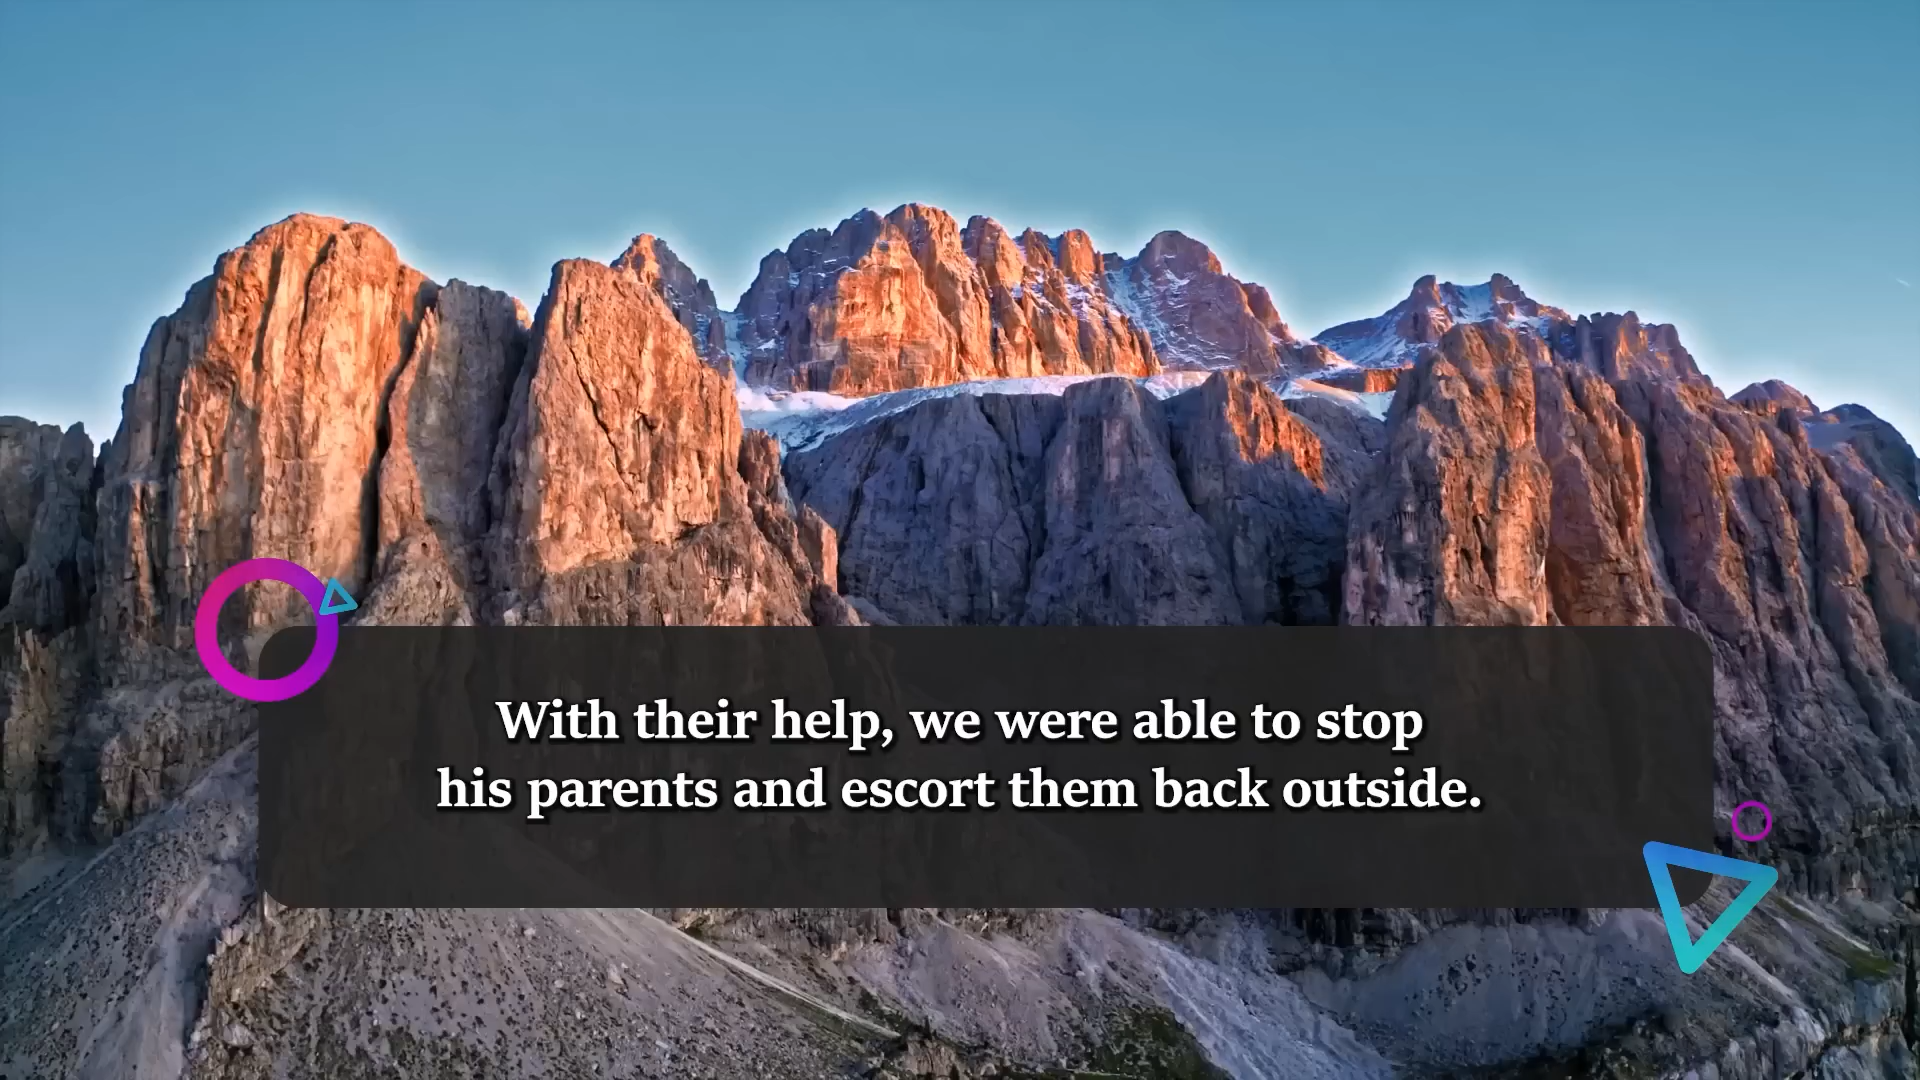 With their help, we were able to stop
his parents and escort them back outside.